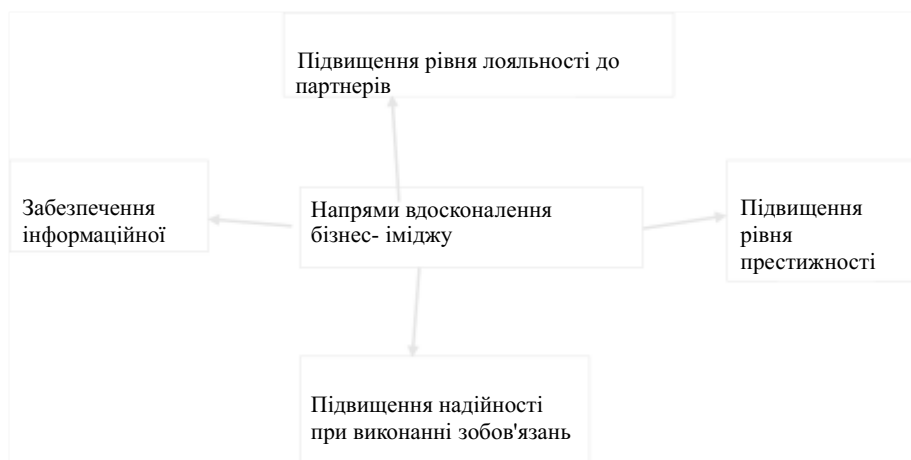 Підвищення рівня лояльності до
партнерів
Забезпечення
інформаційної
Напрями вдосконалення
бізнес- іміджу
Підвищення
рівня
престижності
Підвищення надійності
при виконанні зобов'язань